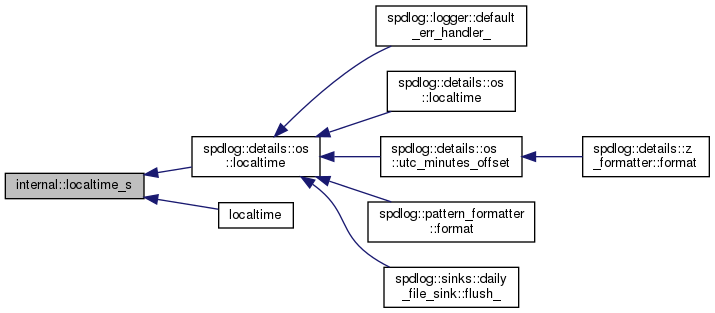 spdlog::logger::default
_err_handler_
spdlog::details::os
::localtime
spdlog::details::os
::localtime
spdlog::details::os
::utc_minutes_offset
spdlog::details::z
_formatter::format
internal::localtime_s
localtime
spdlog::pattern_formatter
::format
spdlog::sinks::daily
_file_sink::flush_